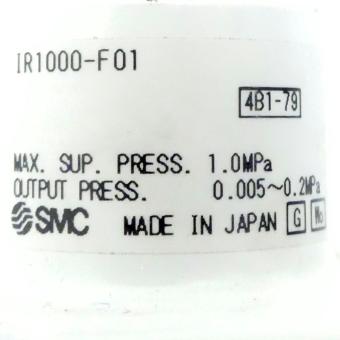 IR1000-F01
4B1-79
MAX. SUP. PRESS. 1.0MPa
OUTPUT PRESS. 0.005~0.2MPa
SMC MADE IN JAPAN G